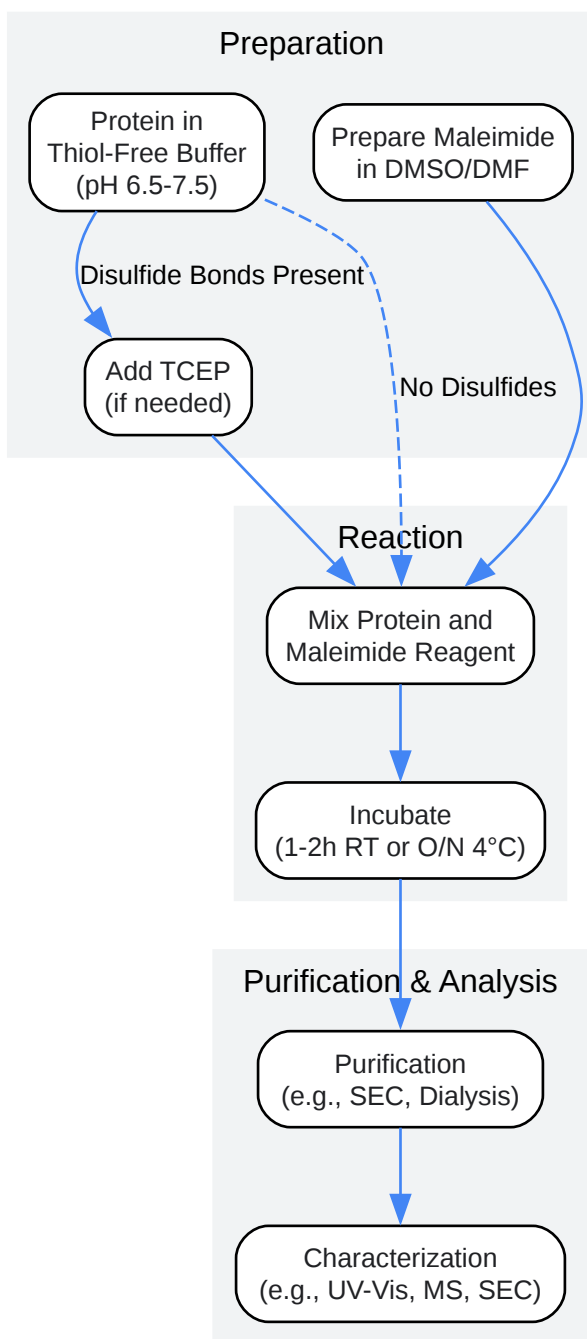 Preparation
Protein in
Thiol-Free Buffer
(pH 6.5-7.5)
Prepare Maleimide
in DMSO/DMF
Disulfide Bonds Present
Add TCEP
(if needed)
No Disulfides
Reaction
Mix Protein and
Maleimide Reagent
Incubate
(1-2h RT or O/N 4°C)
Purification & Analysis
Purification
(e.g., SEC, Dialysis)
Characterization
(e.g., UV-Vis, MS, SEC)